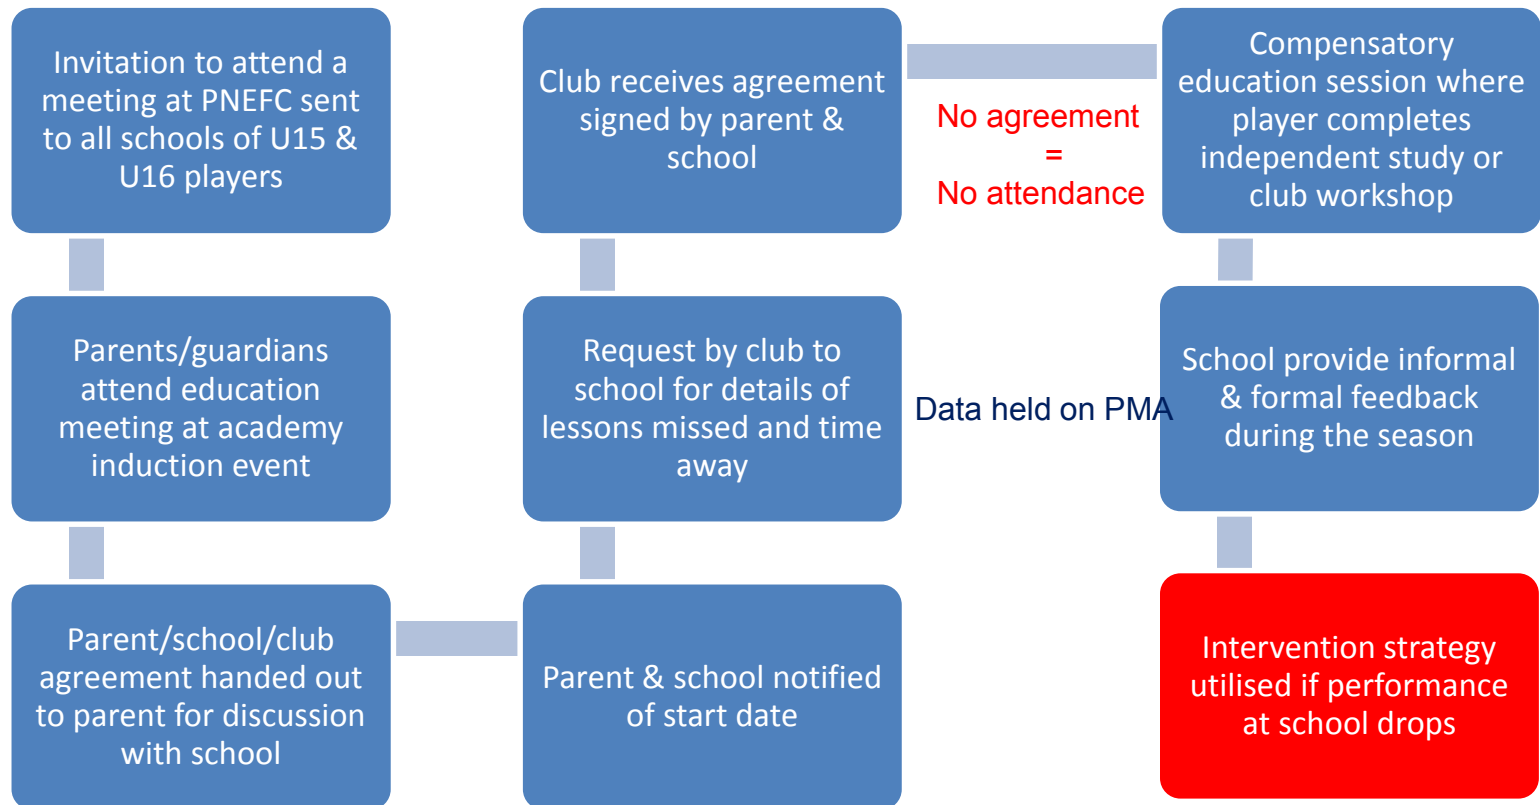 Invitation to attend a
meeting at PNEFC sent
to all schools of U15 &
U16 players
Parents/guardians
attend education
meeting at academy
induction event
Parent/school/club
agreement handed out
to parent for discussion
with school
Parent & school notified
of start date
Request by club to
school for details of
lessons missed and time
away
Club receives agreement
signed by parent &
school
No agreement
=
No attendance
Data held on PMA
Compensatory
education session where
player completes
independent study or
club workshop
School provide informal
& formal feedback
during the season
Intervention strategy
utilised if performance
at school drops